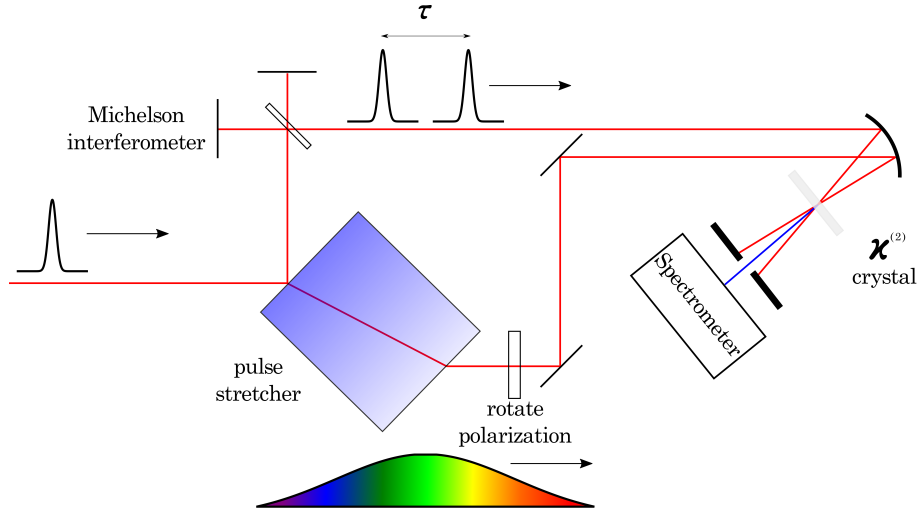 τ
Michelson
interferometer
ϰ⁽²⁾
crystal
Spectrometer
pulse
stretcher
rotate
polarization